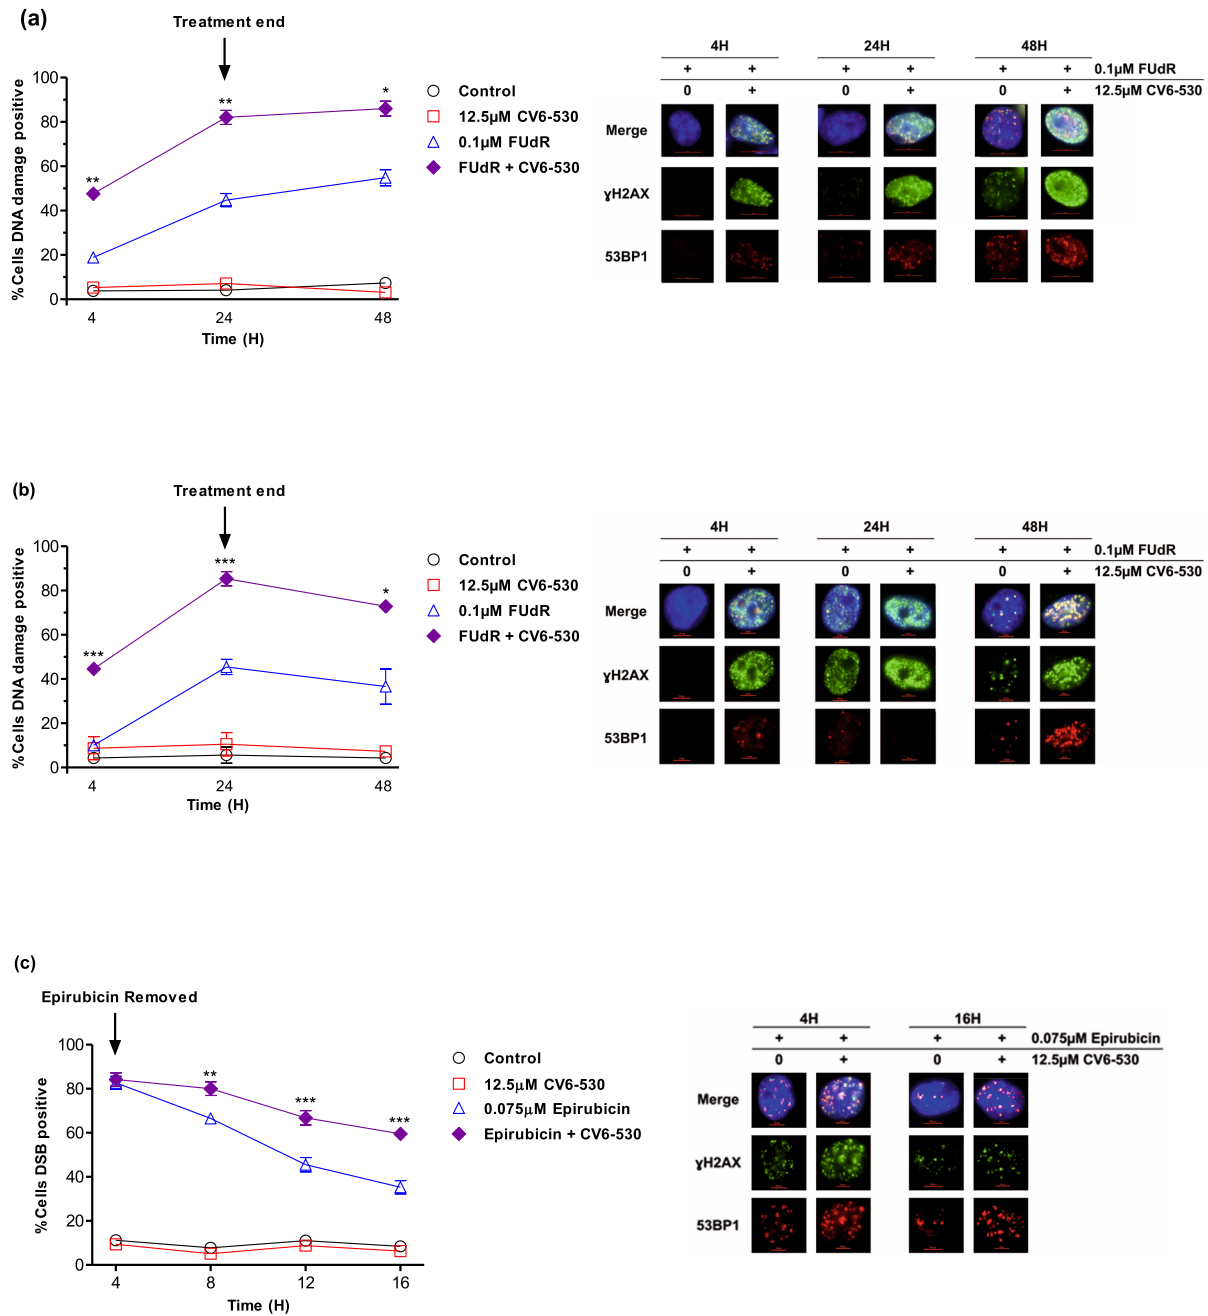 (a)
Treatment end
%Cells DNA damage positive
100
80
60
40
20
0
**
**
*
4
24
48
Time (H)
Control
12.5µM CV6-530
0.1µM FUdR
FUdR + CV6-530
4H 24H 48H
+ + + + + + 0.1µM FUdR
0 + 0 + 0 + 12.5µM CV6-530
Merge
ɣH2AX
53BP1
(b)
Treatment end
%Cells DNA damage positive
100
80
60
40
20
0
***
***
*
4
24
48
Time (H)
Control
12.5µM CV6-530
0.1µM FUdR
FUdR + CV6-530
4H 24H 48H
+ + + + + + 0.1µM FUdR
0 + 0 + 0 + 12.5µM CV6-530
Merge
ɣH2AX
53BP1
(c)
Epirubicin Removed
%Cells DSB positive
100
80
60
40
20
0
**
***
***
4
8
12
16
Time (H)
Control
12.5µM CV6-530
0.075µM Epirubicin
Epirubicin + CV6-530
4H 16H
+ + + + 0.075µM Epirubicin
0 + 0 + 12.5µM CV6-530
Merge
ɣH2AX
53BP1